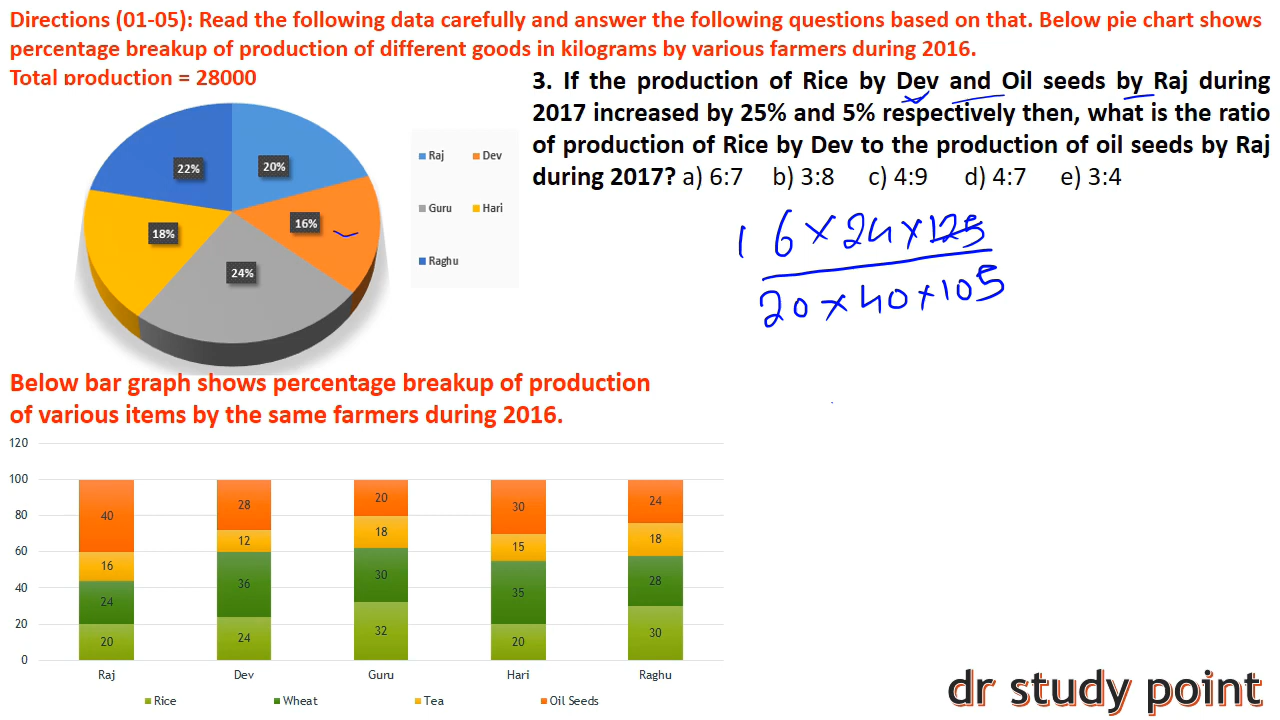 Directions (01-05): Read the following data carefully and answer the following questions based on that. Below pie chart shows
percentage breakup of production of different goods in kilograms by various farmers during 2016.
Total production = 28000
3. If the production of Rice by Dev and Oil seeds by Raj during
2017 increased by 25% and 5% respectively then, what is the ratio
of production of Rice by Dev to the production of oil seeds by Raj
during 2017? a) 6:7 b) 3:8 c) 4:9 d) 4:7 e) 3:4
22% 20%
16%
18%
24%
Raj Dev
Guru Hari
Raghu
16 × 24 × 125
20 × 40 × 105
Below bar graph shows percentage breakup of production
of various items by the same farmers during 2016.
120
100
80
60
40
20
0
40 28 20 30 24
16 12 18 15 18
24 36 30 35 28
20 24 32 20 30
Raj Dev Guru Hari Raghu
Rice Wheat Tea Oil Seeds
dr study point